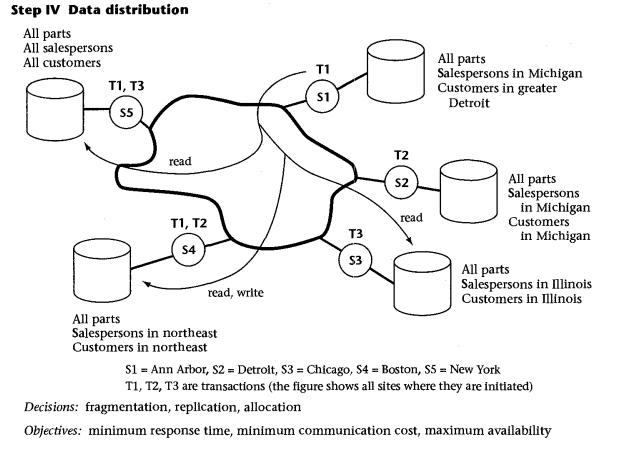 Step IV Data distribution
All parts
All salespersons
All customers
T1, T3
S5
T1
S1
All parts
Salespersons in Michigan
Customers in greater
Detroit
read
T2
S2
All parts
Salespersons
in Michigan
Customers
in Michigan
read
T1, T2
S4
T3
S3
All parts
Salespersons in Illinois
Customers in Illinois
read, write
All parts
Salespersons in northeast
Customers in northeast
S1 = Ann Arbor, S2 = Detroit, S3 = Chicago, S4 = Boston, S5 = New York
T1, T2, T3 are transactions (the figure shows all sites where they are initiated)
Decisions: fragmentation, replication, allocation
Objectives: minimum response time, minimum communication cost, maximum availability